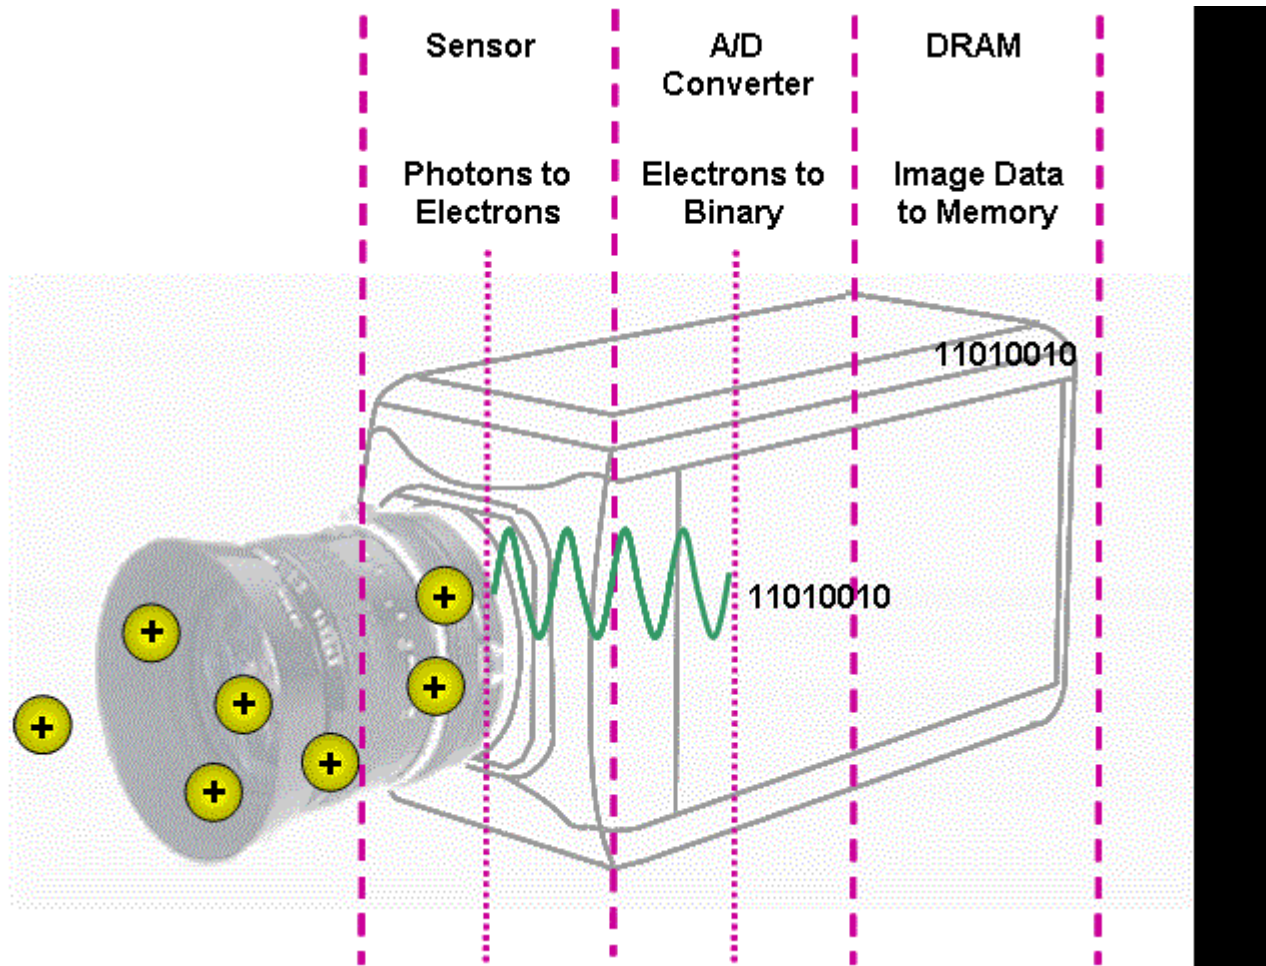 Sensor
A/D
Converter
DRAM
Photons to
Electrons
Electrons to
Binary
Image Data
to Memory
11010010
11010010
+
+
+
+
+
+
+